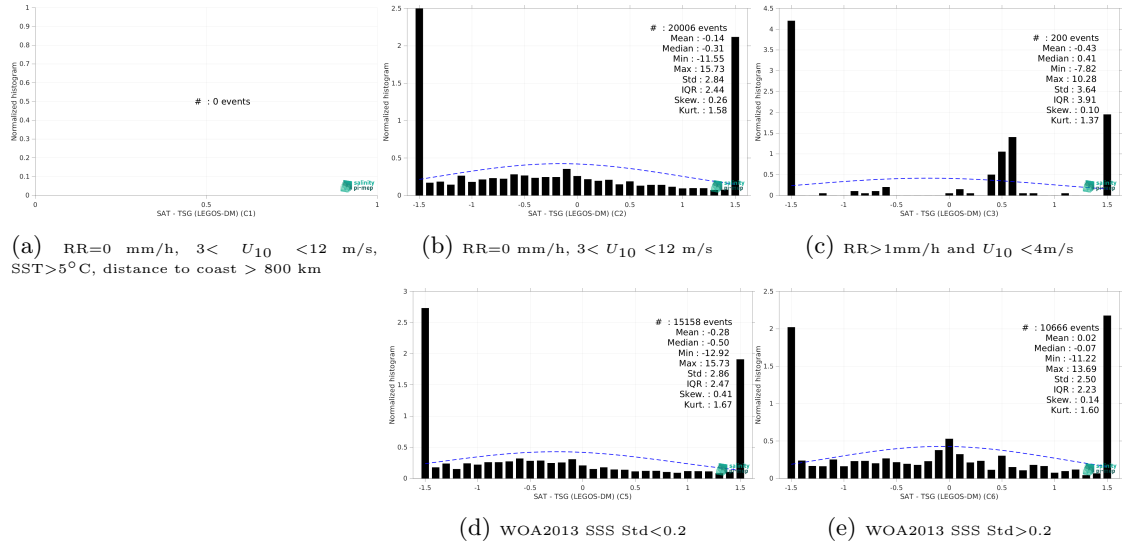 1
0.9
0.8
0.7
0.6
0.5
0.4
0.3
0.2
0.1
0
Normalized histogram
# : 0 events
0
0.5
1
SAT - TSG (LEGOS-DM) (C1)
salinity
pi-mep
(a) RR=0 mm/h, 3< U10 <12 m/s,
SST>5°C, distance to coast > 800 km
2.5
2
1.5
1
0.5
0
Normalized histogram
# : 20006 events
Mean : -0.14
Median : -0.31
Min : -11.55
Max : 15.73
Std : 2.84
IQR : 2.44
Skew. : 0.26
Kurt. : 1.58
-1.5
-1
-0.5
0
0.5
1
1.5
SAT - TSG (LEGOS-DM) (C2)
salinity
pi-mep
(b) RR=0 mm/h, 3< U10 <12 m/s
4.5
4
3.5
3
2.5
2
1.5
1
0.5
0
Normalized histogram
# : 200 events
Mean : -0.43
Median : 0.41
Min : -7.82
Max : 10.28
Std : 3.64
IQR : 3.91
Skew. : 0.10
Kurt. : 1.37
-1.5
-1
-0.5
0
0.5
1
1.5
SAT - TSG (LEGOS-DM) (C3)
salinity
pi-mep
(c) RR>1mm/h and U10 <4m/s
3
2.5
2
1.5
1
0.5
0
Normalized histogram
# : 15158 events
Mean : -0.28
Median : -0.50
Min : -12.92
Max : 15.73
Std : 2.86
IQR : 2.47
Skew. : 0.41
Kurt. : 1.67
-1.5
-1
-0.5
0
0.5
1
1.5
SAT - TSG (LEGOS-DM) (C5)
salinity
pi-mep
(d) WOA2013 SSS Std<0.2
2.5
2
1.5
1
0.5
0
Normalized histogram
# : 10666 events
Mean : 0.02
Median : -0.07
Min : -11.22
Max : 13.69
Std : 2.50
IQR : 2.23
Skew. : 0.14
Kurt. : 1.60
-1.5
-1
-0.5
0
0.5
1
1.5
SAT - TSG (LEGOS-DM) (C6)
salinity
pi-mep
(e) WOA2013 SSS Std>0.2